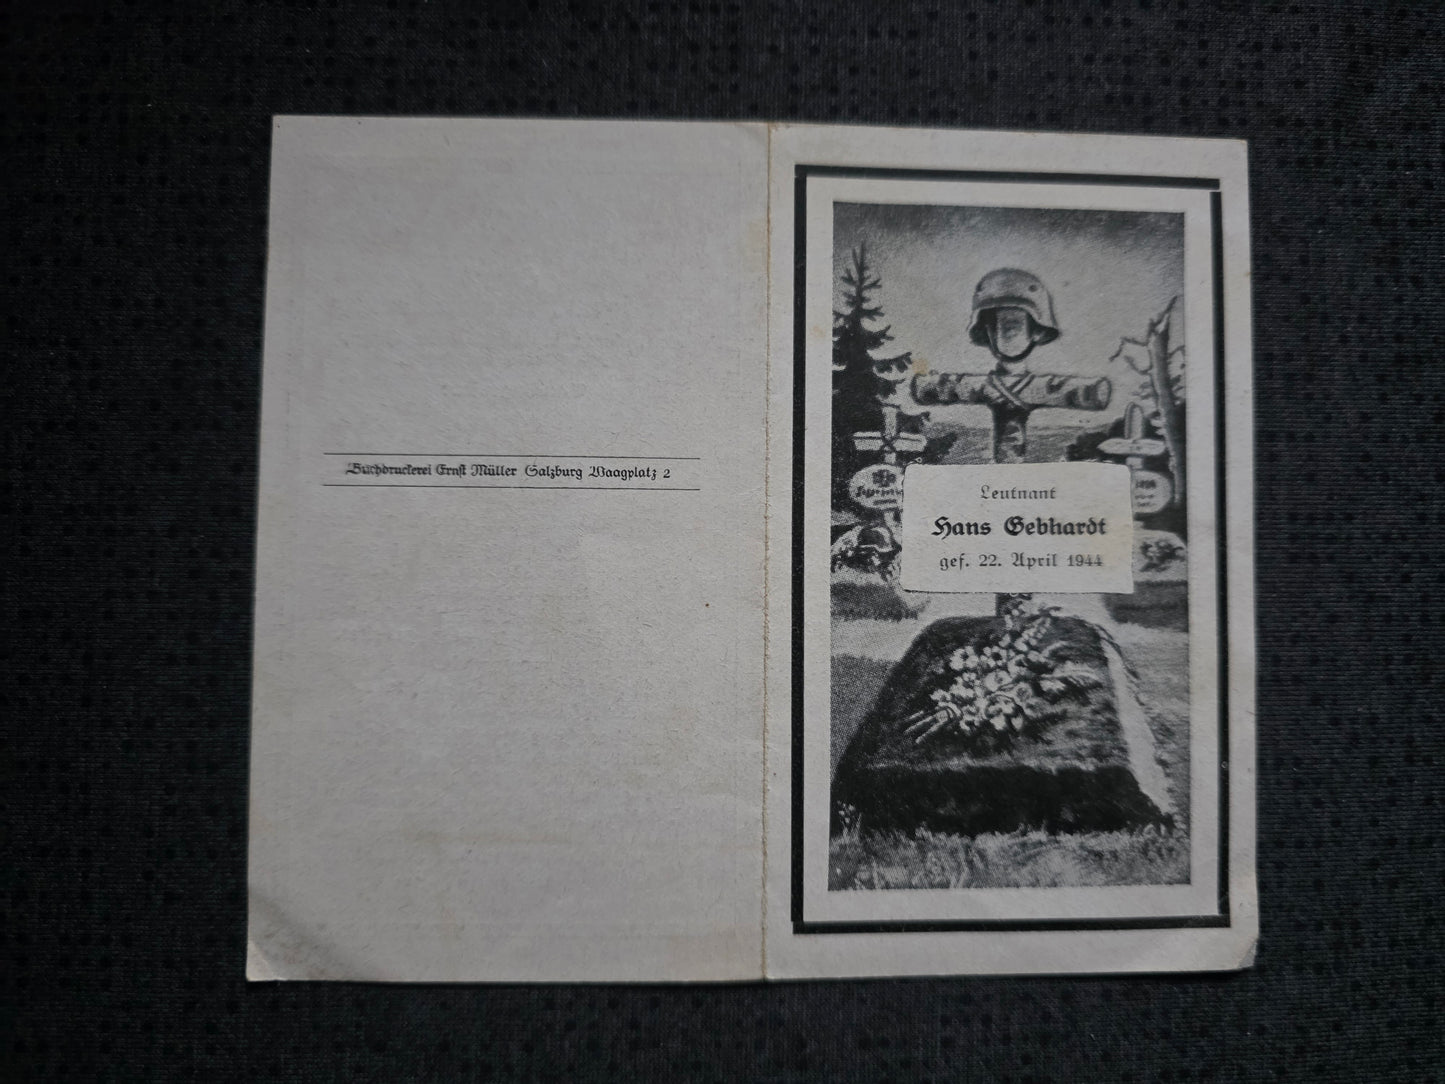 Buchdruckerei Ernst Müller Salzburg Waagplatz 2
Leutnant
Hans Gebhardt
gef. 22. April 1944